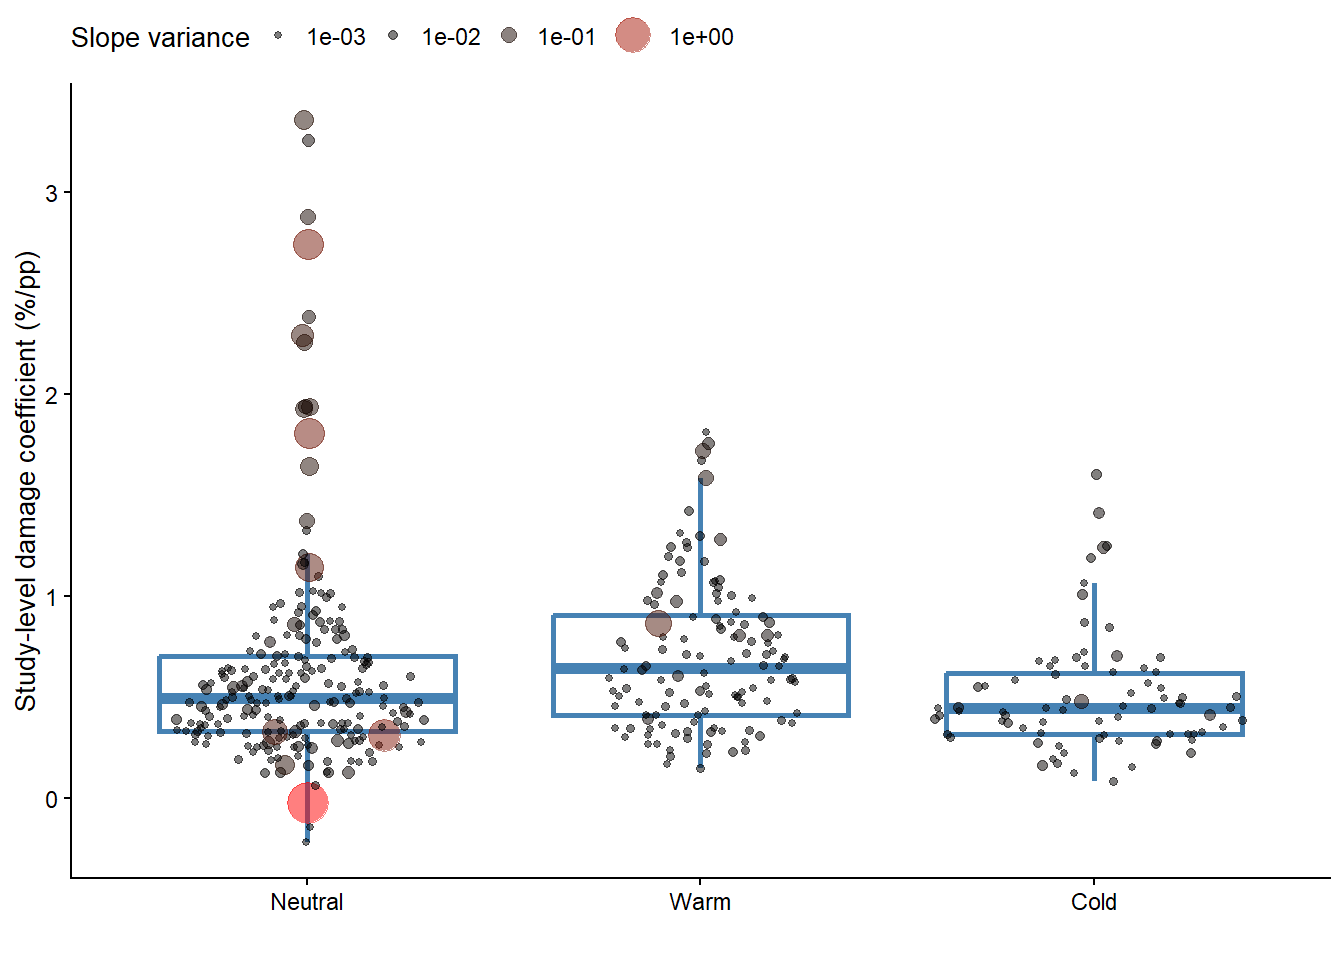 Slope variance 1e-03 1e-02 1e-01 1e+00
Study-level damage coefficient (%/pp)
3
2
1
0
Neutral Warm Cold